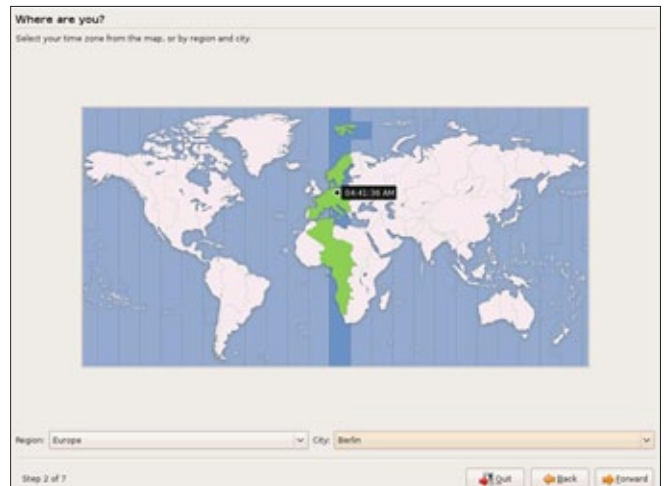 Where are you?
Select your time zone from the map, or by region and city.
04:41:36 AM
Region: Europe City: Berlin
Step 2 of 7 Quit Back Forward